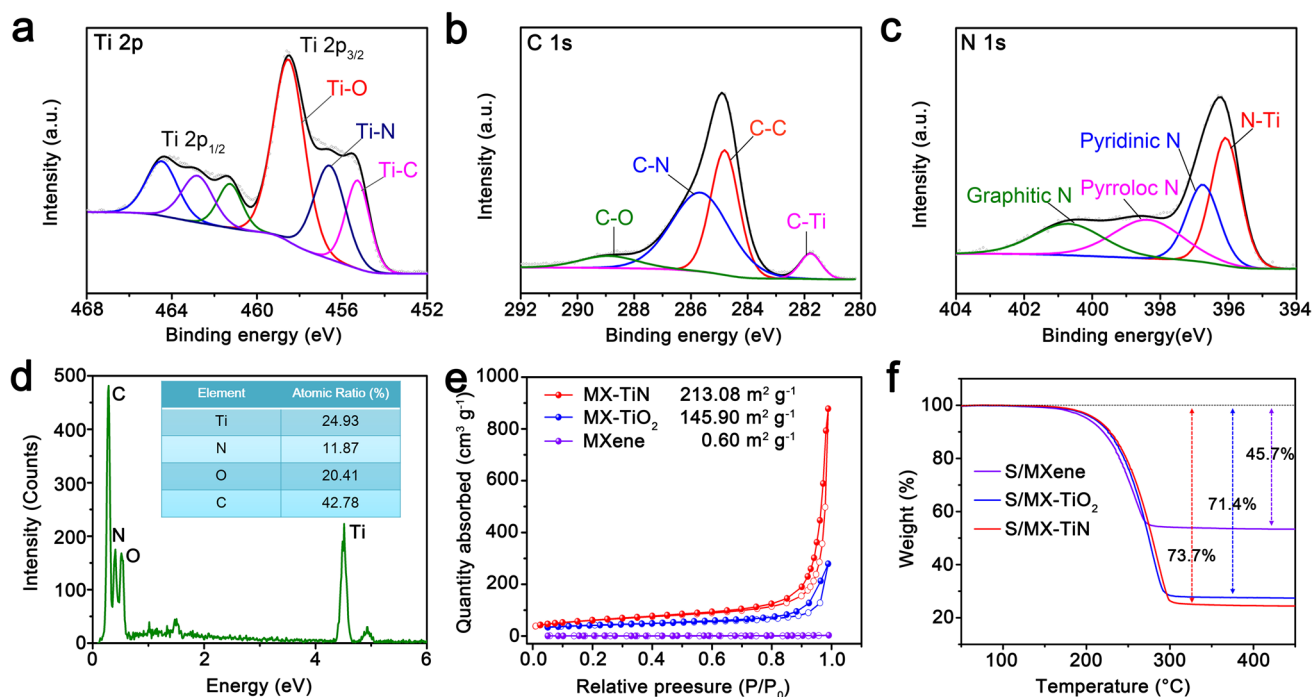 a
Ti 2p
Ti 2p3/2
Ti-O
Ti-N
Ti 2p1/2
Ti-C
Intensity (a.u.)
468 464 460 456 452
Binding energy (eV)
b
C 1s
C-C
C-N
C-O
C-Ti
Intensity (a.u.)
292 290 288 286 284 282 280
Binding energy (eV)
c
N 1s
N-Ti
Pyridinic N
Graphitic N
Pyrroloc N
Intensity (a.u.)
404 402 400 398 396 394
Binding energy(eV)
d
500
400
300
200
100
0
Intensity (Counts)
C
N
O
Ti
Element Atomic Ratio (%)
Ti 24.93
N 11.87
O 20.41
C 42.78
0 2 4 6
Energy (eV)
e
1000
800
600
400
200
0
Quantity absorbed (cm³ g⁻¹)
MX-TiN 213.08 m² g⁻¹
MX-TiO₂ 145.90 m² g⁻¹
MXene 0.60 m² g⁻¹
0.0 0.2 0.4 0.6 0.8 1.0
Relative preesure (P/P₀)
f
100
80
60
40
20
Weight (%)
45.7%
S/MXene
S/MX-TiO₂
71.4%
S/MX-TiN
73.7%
100 200 300 400
Temperature (°C)